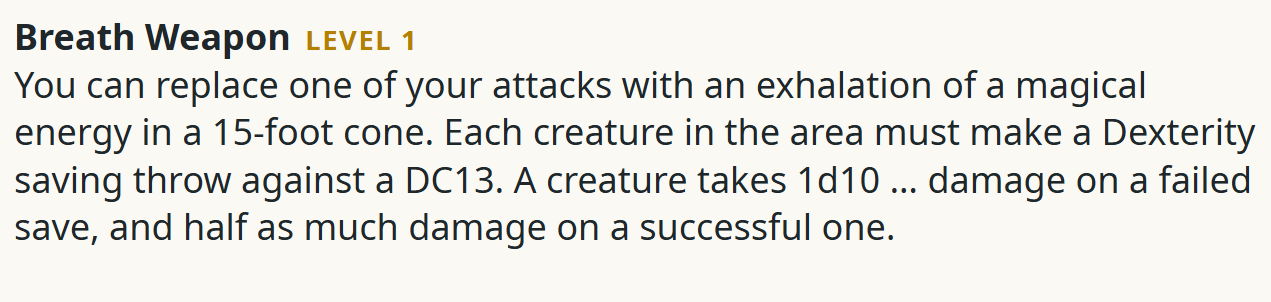 Breath Weapon LEVEL 1
You can replace one of your attacks with an exhalation of a magical
energy in a 15-foot cone. Each creature in the area must make a Dexterity
saving throw against a DC13. A creature takes 1d10 ... damage on a failed
save, and half as much damage on a successful one.